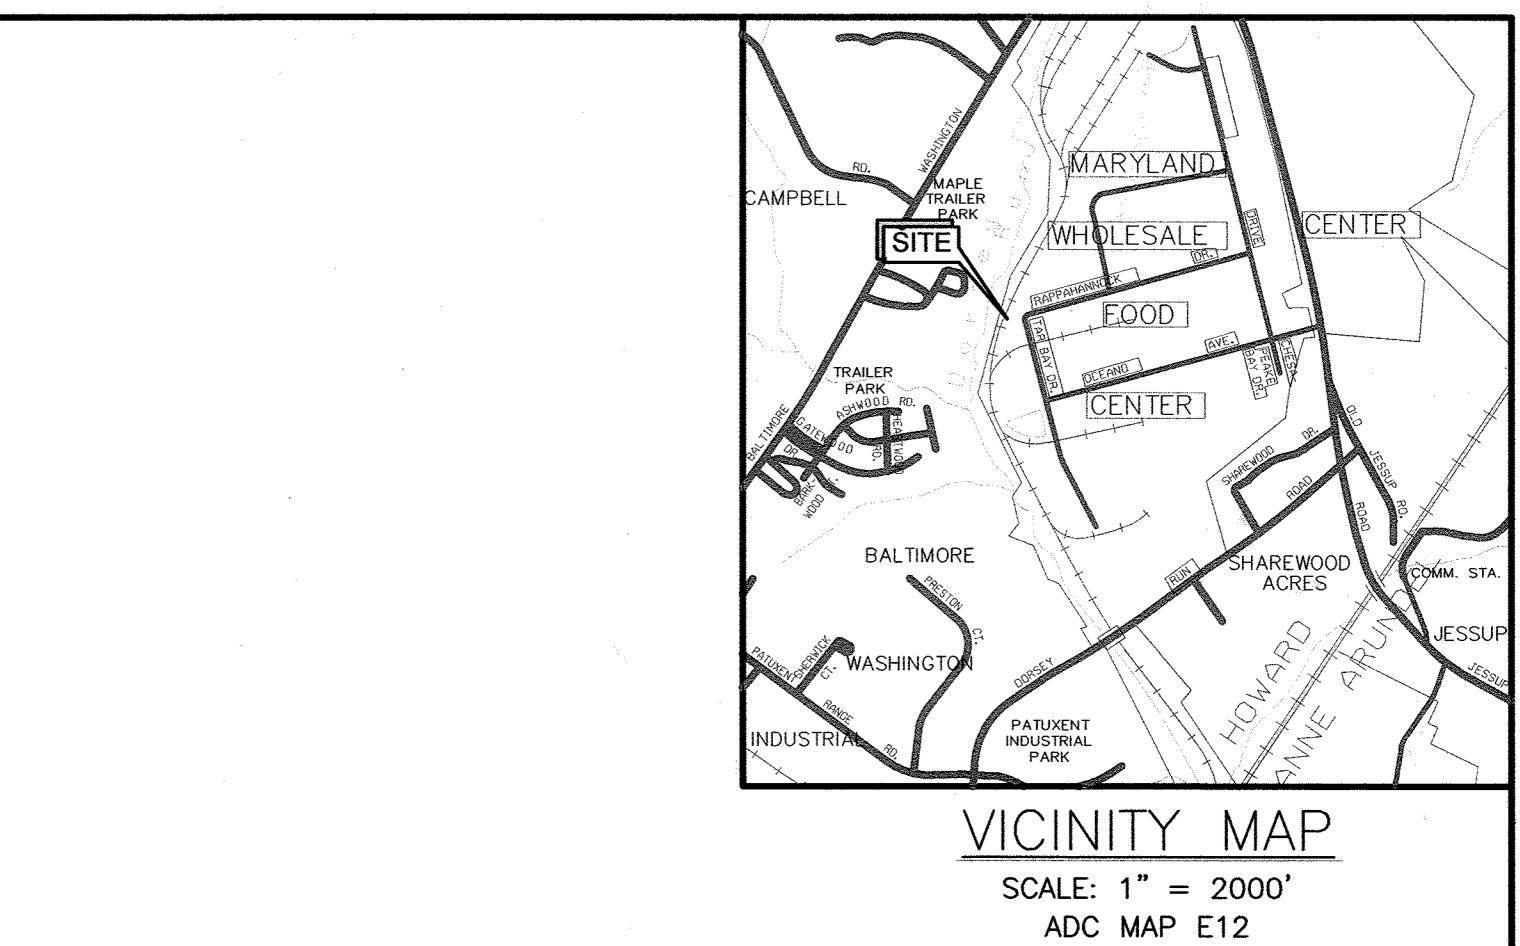 WASHINGTON
RD.
CAMPBELL
MAPLE
TRAILER
PARK
SITE
MARYLAND
WHOLESALE
DRIVE
CENTER
DR.
RAPPAHANNOCK
FOOD
TAR BAY DR.
AVE.
OCEANO
CHESA-
PEAKE
BAY DR.
CENTER
TRAILER
PARK
ASHWOOD RD.
BALTIMORE
GATEWOOD
DR.
HEARTWOOD
RD.
BARK-
WOOD CT.
OLD
JESSUP
RD.
SHAREWOOD DR.
ROAD
ROAD
BALTIMORE
PRESTON
CT.
RUN
SHAREWOOD
ACRES
COMM. STA.
JESSUP
JESSUP
SHERWICK
CT.
PATUXENT
RANGE
RD.
WASHINGTON
INDUSTRIAL
DORSEY
PATUXENT
INDUSTRIAL
PARK
HOWARD
ANNE ARUNDEL
VICINITY MAP
SCALE: 1" = 2000'
ADC MAP E12